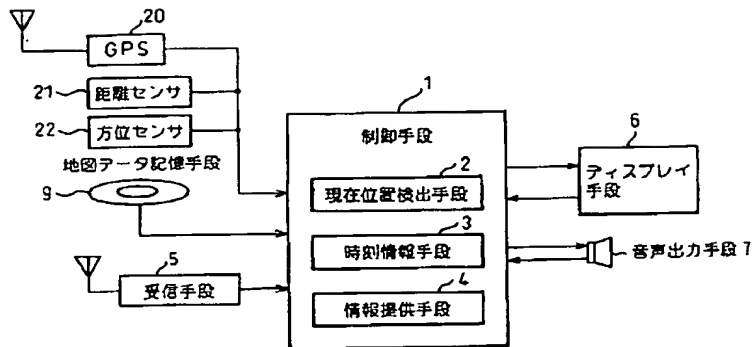 20
GPS
21
距離センサ
22
方位センサ
地図データ記憶手段
9
5
受信手段
1
制御手段
2
現在位置検出手段
3
時刻情報手段
4
情報提供手段
6
ディスプレイ
手段
音声出力手段 7